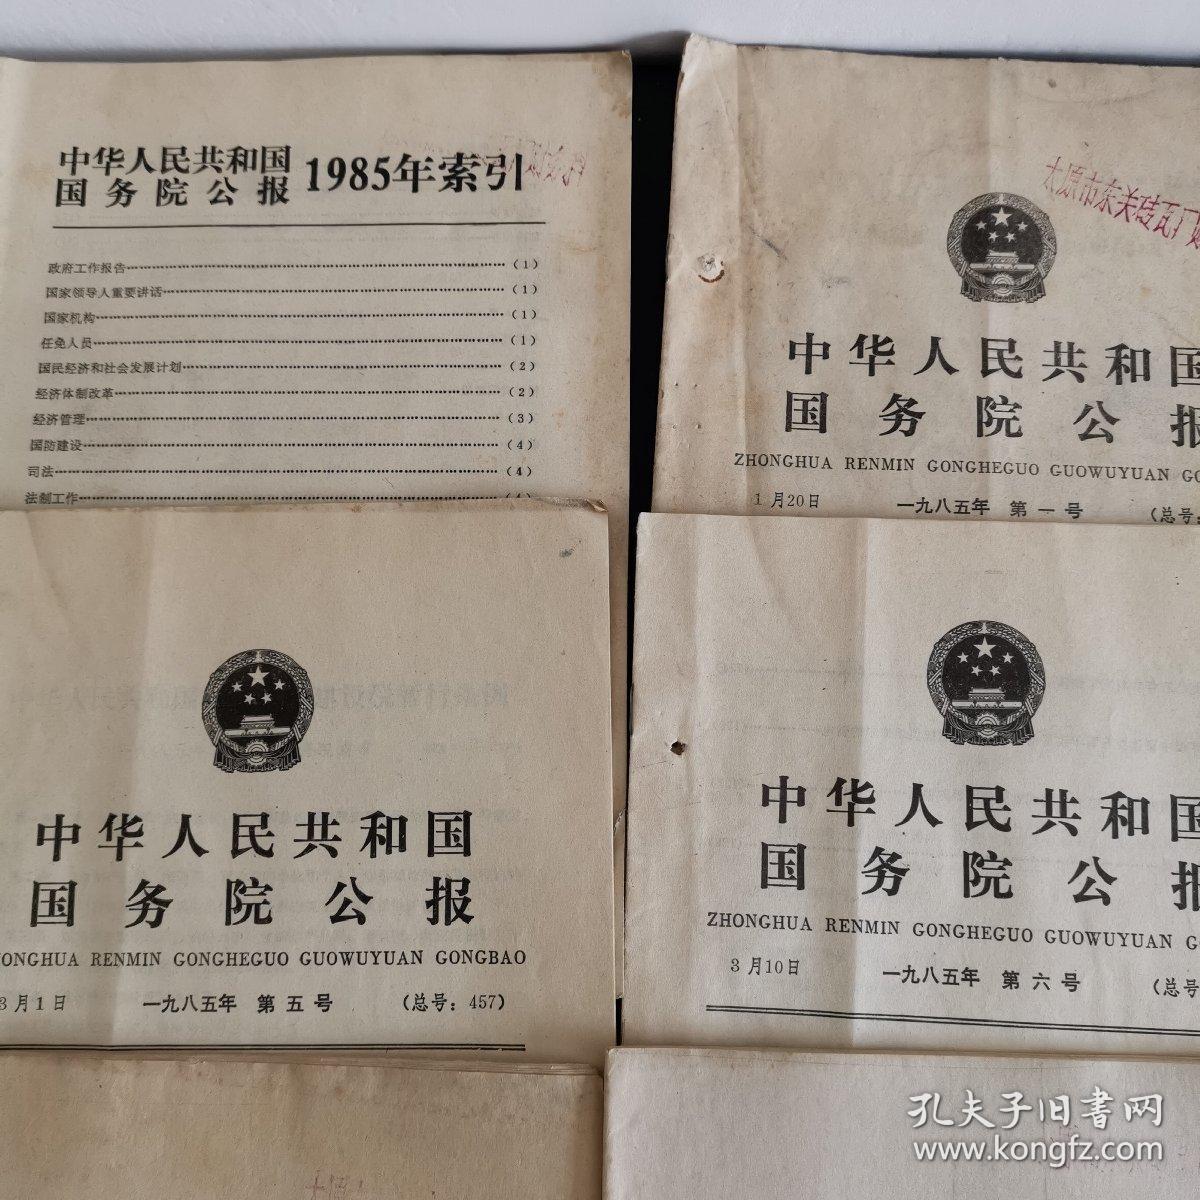 中华人民共和国
国务院公报 1985年索引
政府工作报告……(1)
国家领导人重要讲话……(1)
国家机构……(1)
任免人员……(1)
国民经济和社会发展计划……(2)
经济体制改革……(2)
经济管理……(3)
国防建设……(4)
司法……(4)
法制工作……(4)
太原市东关砖瓦厂
中华人民共和国
国务院公报
ZHONGHUA RENMIN GONGHEGUO GUOWUYUAN GO
1月20日 一九八五年 第一号 (总号:
中华人民共和国
国务院公报
ONGHUA RENMIN GONGHEGUO GUOWUYUAN GONGBAO
3月1日 一九八五年 第五号 (总号: 457)
中华人民共和国
国务院公报
ZHONGHUA RENMIN GONGHEGUO GUOWUYUAN G
3月10日 一九八五年 第六号 (总号
孔夫子旧书网
www.kongfz.com